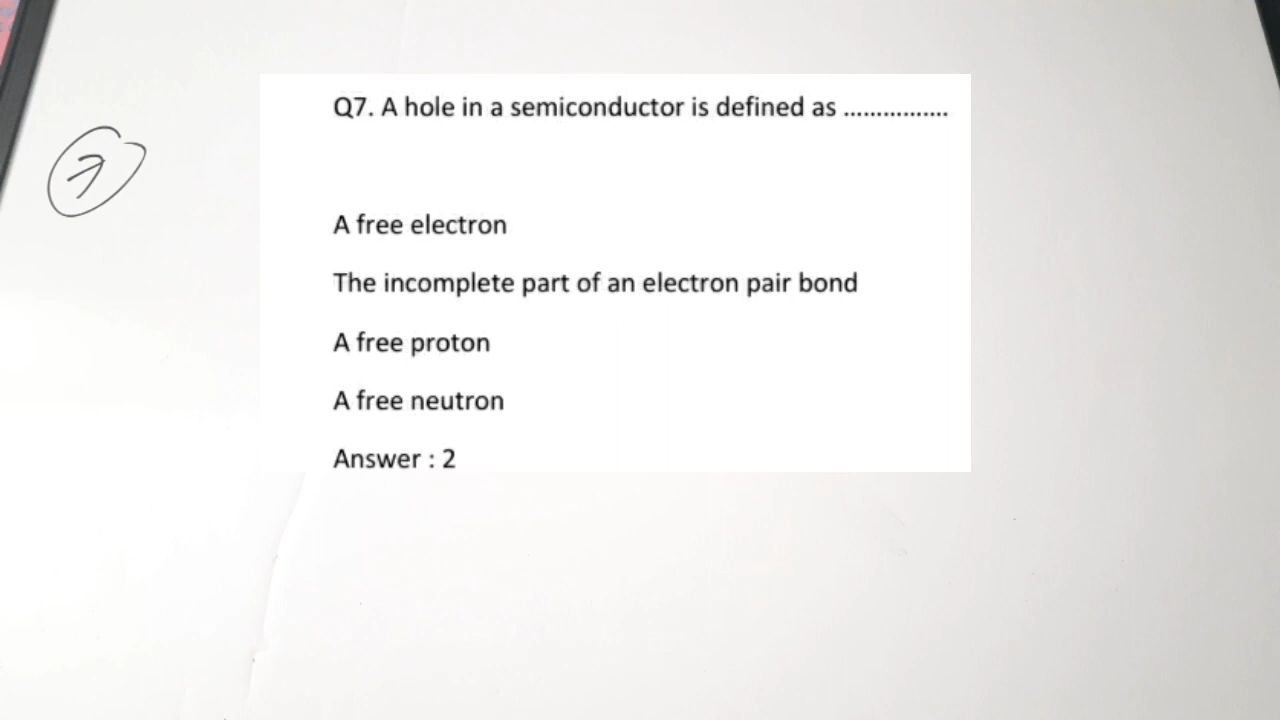 Q7. A hole in a semiconductor is defined as ................
7
A free electron
The incomplete part of an electron pair bond
A free proton
A free neutron
Answer : 2